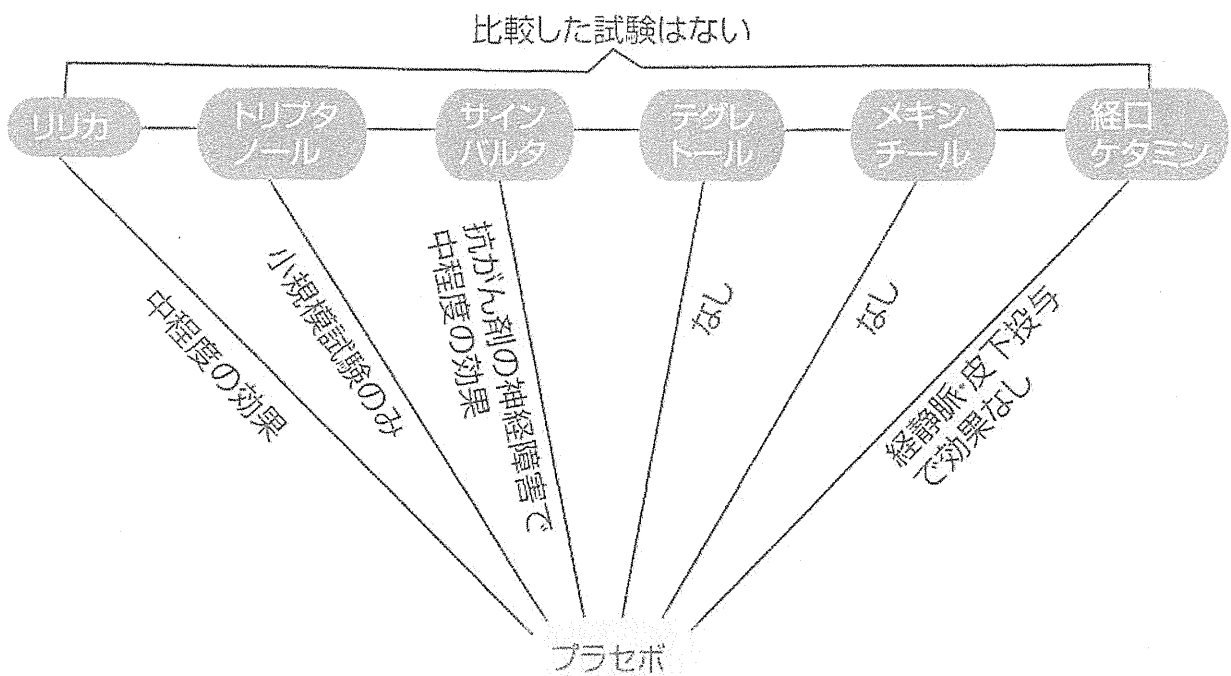 比較した試験はない
リリカ
トリプタ
ノール
サイン
バルタ
テグレ
トール
メキシ
チール
経口
ケタミン
中程度の効果
小規模試験のみ
抗がん剤の神経障害で
中程度の効果
なし
なし
経静脈・皮下投与
で効果なし
プラセボ